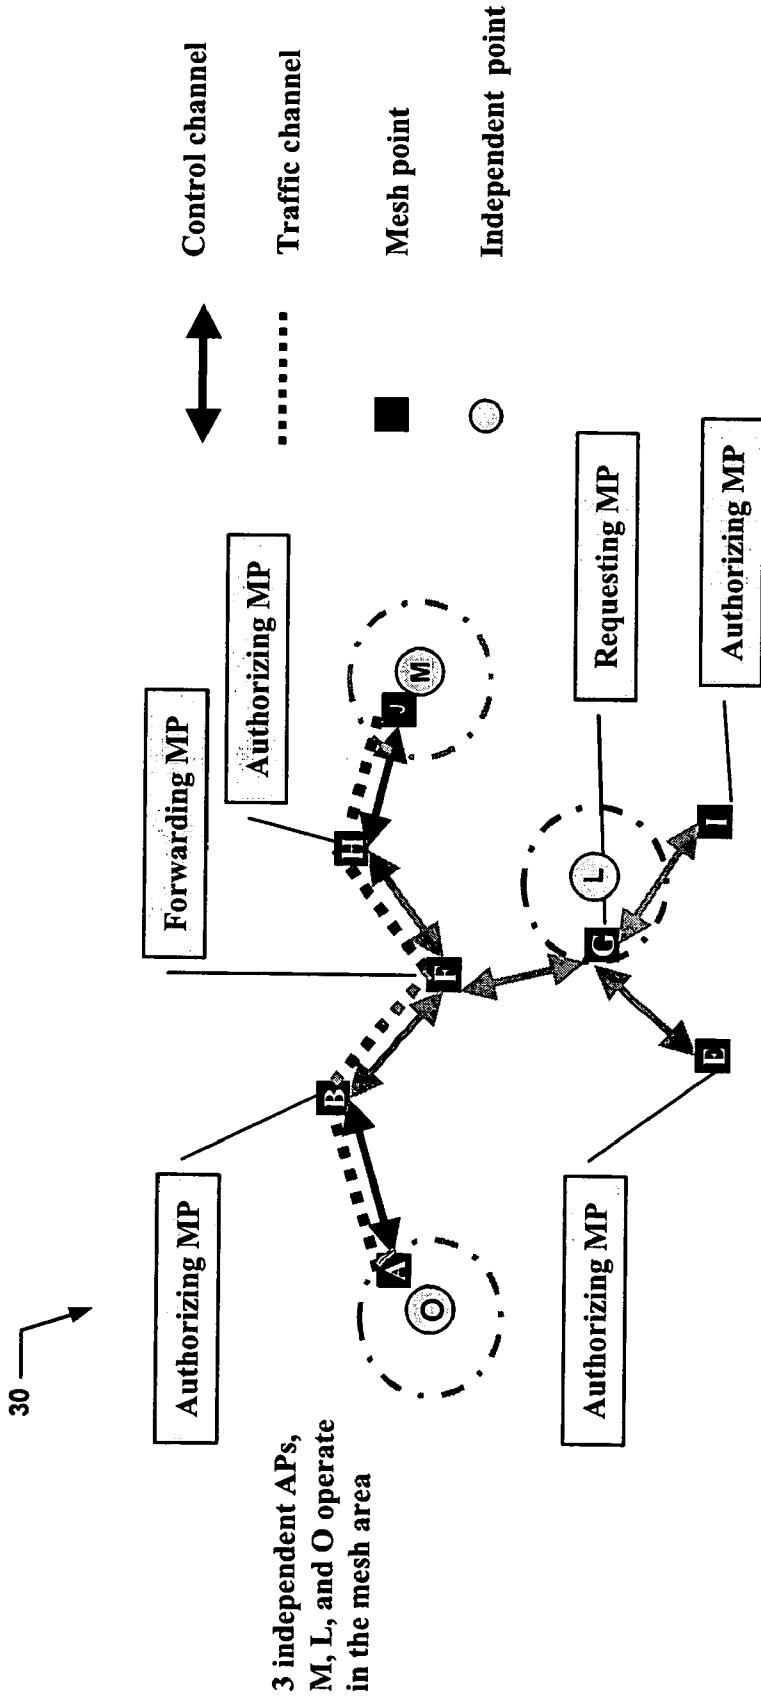 30
3 independent APs,
M, L, and O operate
in the mesh area
Authorizing MP
Forwarding MP
Authorizing MP
Authorizing MP
Requesting MP
Authorizing MP
A
B
F
H
J
M
O
G
L
E
I
Control channel
Traffic channel
Mesh point
Independent point